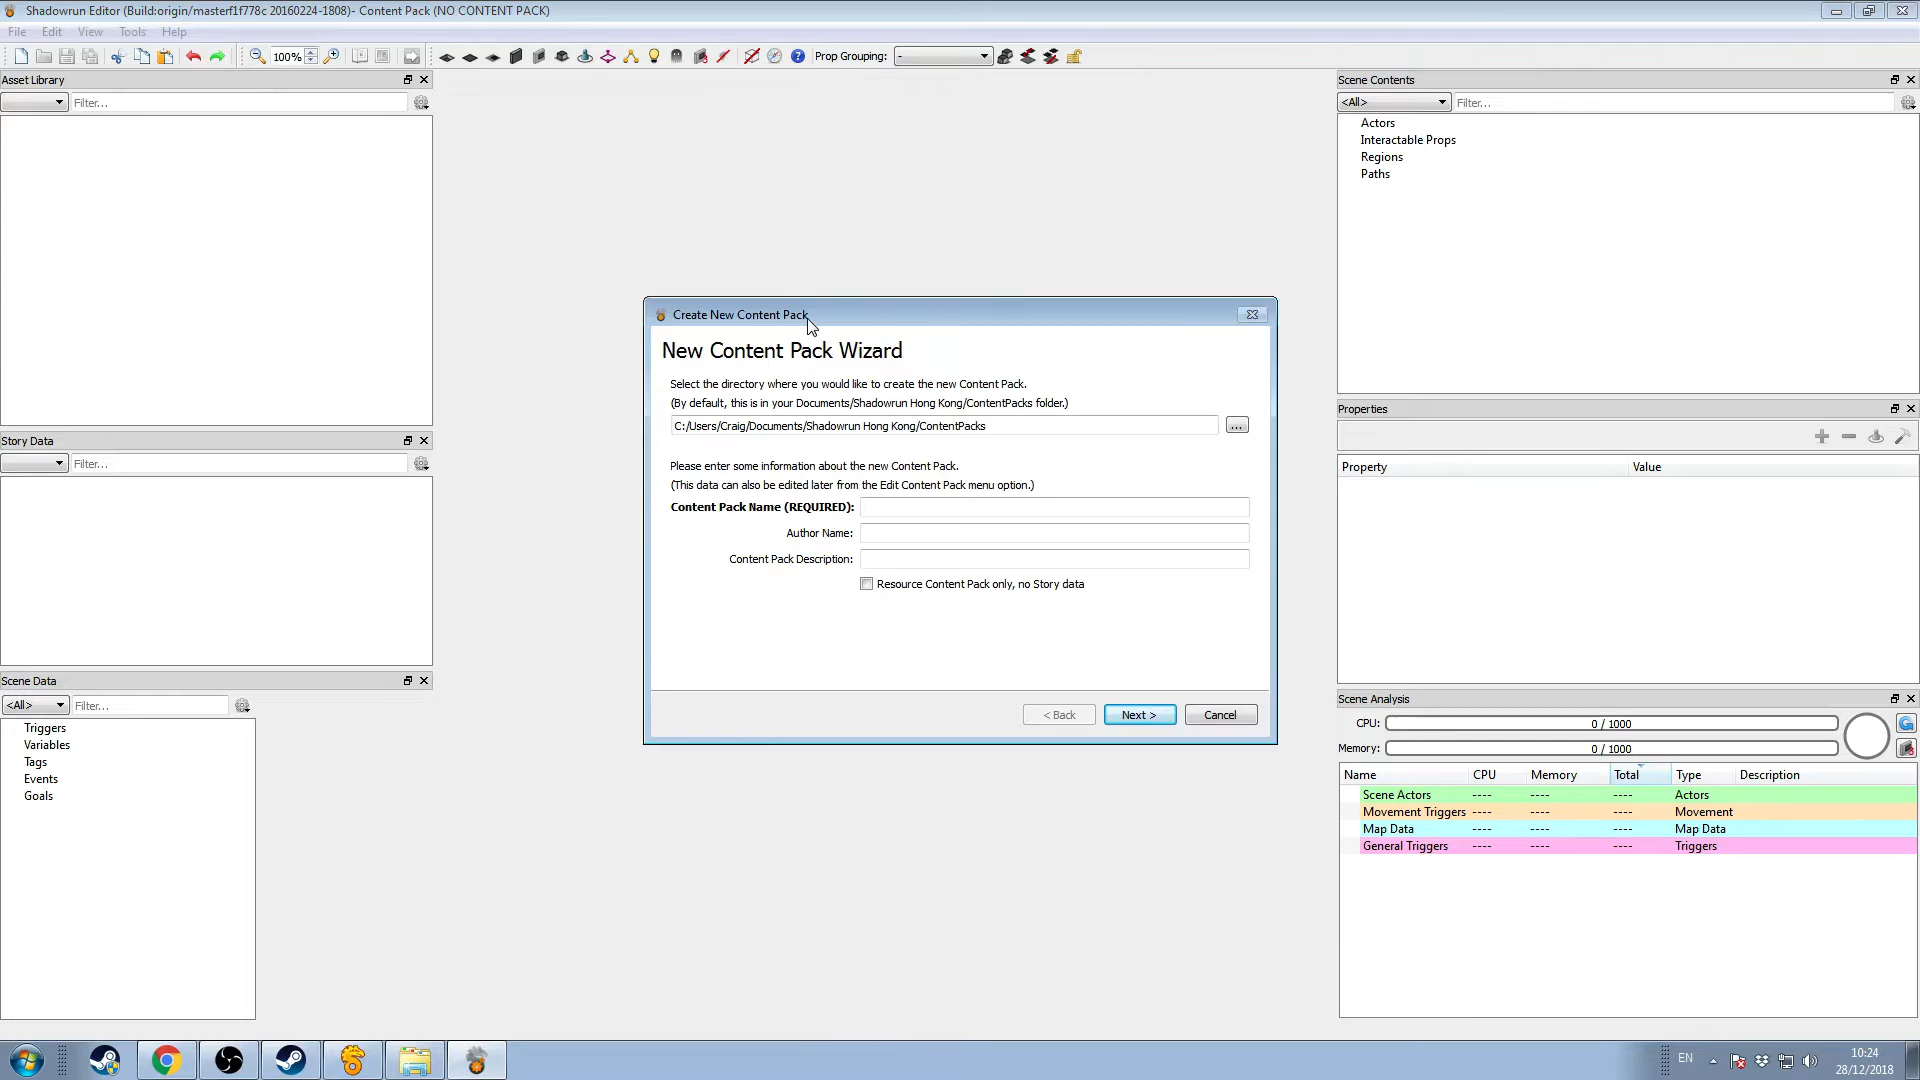 Shadowrun Editor (Build:origin/masterf1f778c 20160224-1808)- Content Pack (NO CONTENT PACK)
File Edit View Tools Help
100% Prop Grouping: -
Asset Library
Filter...
Story Data
Filter...
Scene Data
<All> Filter...
Triggers
Variables
Tags
Events
Goals
Create New Content Pack
New Content Pack Wizard
Select the directory where you would like to create the new Content Pack.
(By default, this is in your Documents/Shadowrun Hong Kong/ContentPacks folder.)
C:/Users/Craig/Documents/Shadowrun Hong Kong/ContentPacks
...
Please enter some information about the new Content Pack.
(This data can also be edited later from the Edit Content Pack menu option.)
Content Pack Name (REQUIRED):
Author Name:
Content Pack Description:
Resource Content Pack only, no Story data
< Back Next > Cancel
Scene Contents
<All> Filter...
Actors
Interactable Props
Regions
Paths
Properties
Property Value
Scene Analysis
CPU: 0 / 1000
Memory: 0 / 1000
Name CPU Memory Total Type Description
Scene Actors ---- ---- ---- Actors
Movement Triggers ---- ---- ---- Movement
Map Data ---- ---- ---- Map Data
General Triggers ---- ---- ---- Triggers
EN
10:24
28/12/2018